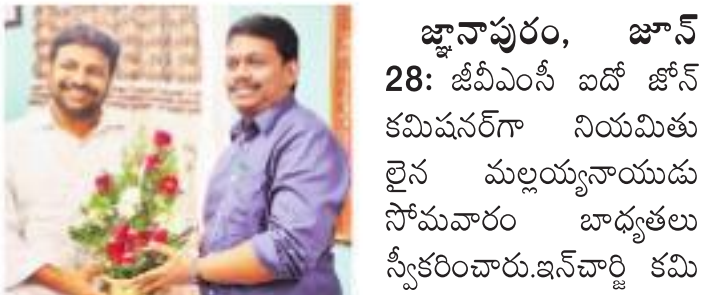 జ్ఞానాపురం, జూన్
28: జీవీఎంసీ ఐదో జోన్
కమిషనర్‌గా నియమితు
లైన మల్లయ్యనాయుడు
సోమవారం బాధ్యతలు
స్వీకరించారు.ఇన్‌చార్జి కమి